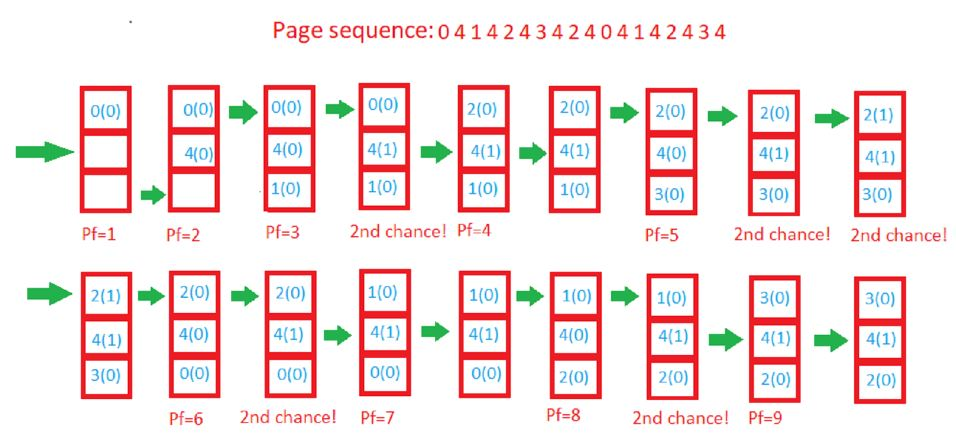 Page sequence: 0 4 1 4 2 4 3 4 2 4 0 4 1 4 2 4 3 4
0(0) 0(0) 0(0) 0(0) 2(0) 2(0) 2(0) 2(0) 2(1)
4(0) 4(0) 4(1) 4(1) 4(1) 4(0) 4(1) 4(1)
1(0) 1(0) 1(0) 1(0) 3(0) 3(0) 3(0)
Pf=1 Pf=2 Pf=3 2nd chance! Pf=4 Pf=5 2nd chance! 2nd chance!
2(1) 2(0) 2(0) 1(0) 1(0) 1(0) 1(0) 3(0) 3(0)
4(1) 4(0) 4(1) 4(1) 4(1) 4(0) 4(1) 4(1) 4(1)
3(0) 0(0) 0(0) 0(0) 0(0) 2(0) 2(0) 2(0) 2(0)
Pf=6 2nd chance! Pf=7 Pf=8 2nd chance! Pf=9